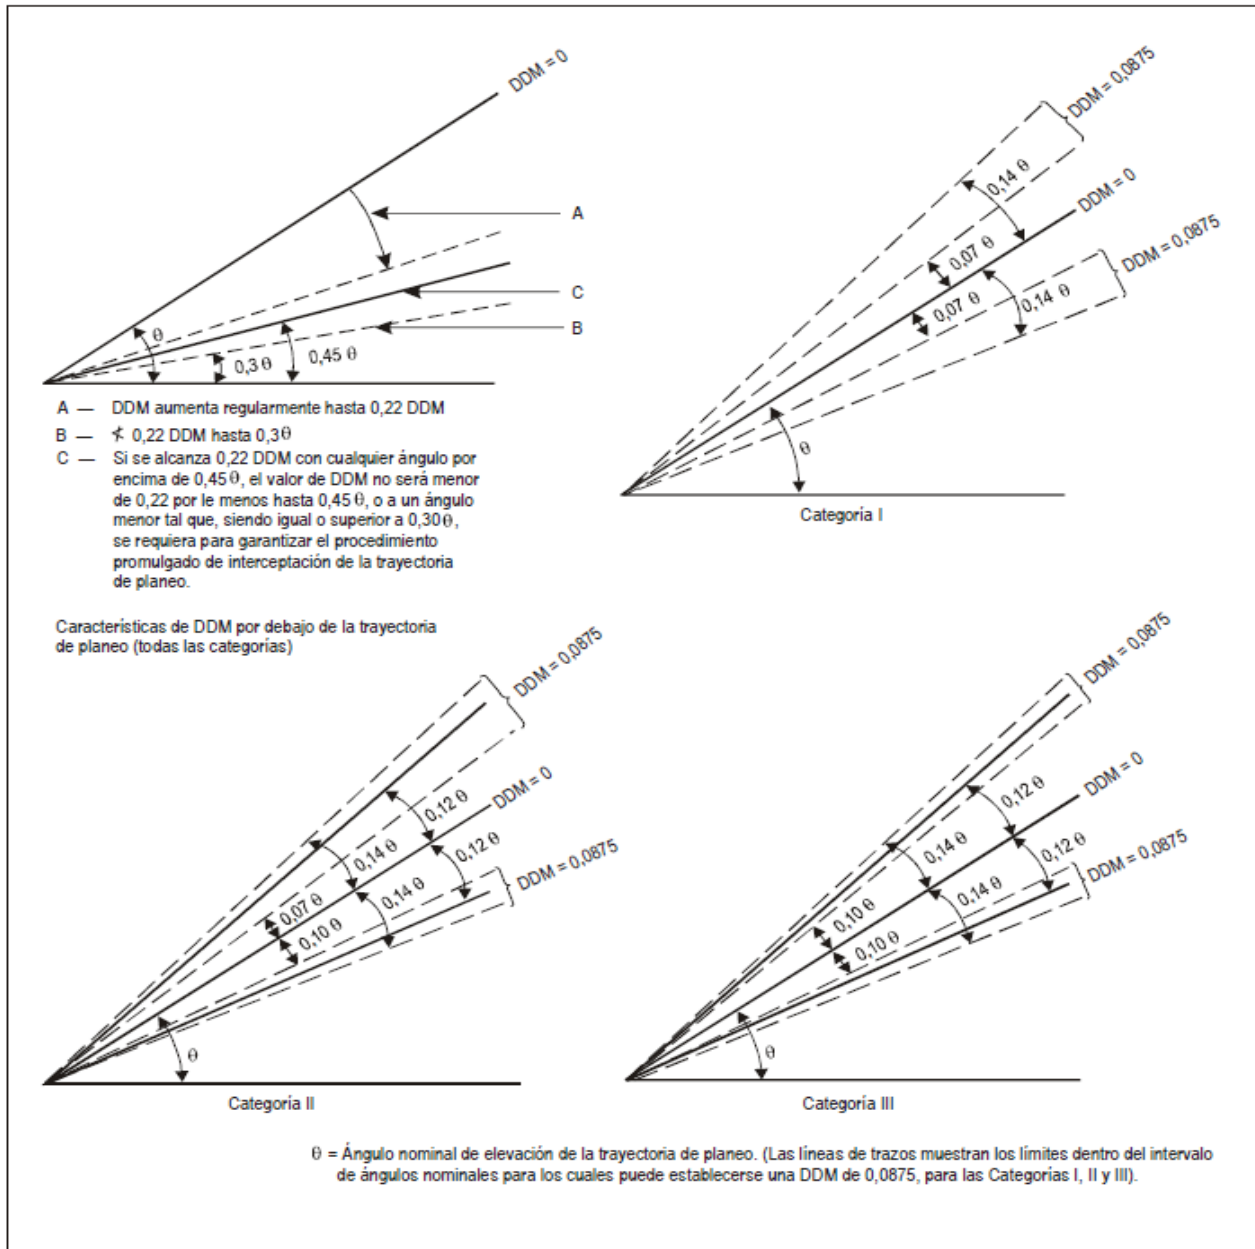 DDM = 0
A
C
B
θ
0,3 θ
0,45 θ
A — DDM aumenta regularmente hasta 0,22 DDM
B — ≮ 0,22 DDM hasta 0,3θ
C — Si se alcanza 0,22 DDM con cualquier ángulo por
encima de 0,45 θ, el valor de DDM no será menor
de 0,22 por le menos hasta 0,45 θ, o a un ángulo
menor tal que, siendo igual o superior a 0,30 θ,
se requiera para garantizar el procedimiento
promulgado de interceptación de la trayectoria
de planeo.
Características de DDM por debajo de la trayectoria
de planeo (todas las categorías)
DDM = 0,0875
0,14 θ
DDM = 0
0,07 θ
DDM = 0,0875
0,07 θ
0,14 θ
θ
Categoría I
DDM = 0,0875
DDM = 0
0,12 θ
0,14 θ
0,12 θ
DDM = 0,0875
0,07 θ
0,14 θ
0,10 θ
θ
Categoría II
DDM = 0,0875
DDM = 0
0,12 θ
0,14 θ
0,12 θ
DDM = 0,0875
0,10 θ
0,14 θ
0,10 θ
θ
Categoría III
θ = Ángulo nominal de elevación de la trayectoria de planeo. (Las líneas de trazos muestran los límites dentro del intervalo
de ángulos nominales para los cuales puede establecerse una DDM de 0,0875, para las Categorías I, II y III).